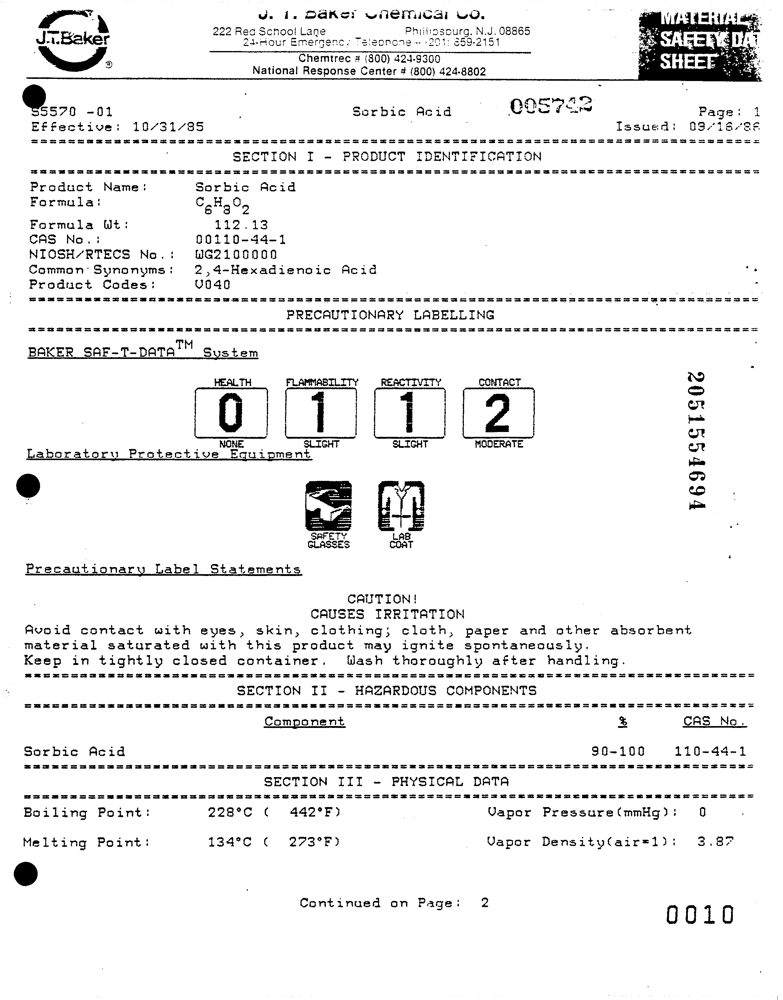 J. T. Baker Chemical Co.
J.T.Baker
222 Red School Lane Phillipsburg, N.J. 08865
24-Hour Emergency Telephone -- (201) 859-2151
Chemtrec # (800) 424-9300
National Response Center # (800) 424-8802
MATERIAL
SAFETY DAT
SHEET
®
S5570 -01 Sorbic Acid 005742 Page: 1
Effective: 10/31/85 Issued: 09/16/86
SECTION I - PRODUCT IDENTIFICATION
Product Name: Sorbic Acid
Formula: C6H8O2
Formula Wt: 112.13
CAS No.: 00110-44-1
NIOSH/RTECS No.: WG2100000
Common Synonyms: 2,4-Hexadienoic Acid
Product Codes: V040
PRECAUTIONARY LABELLING
BAKER SAF-T-DATA™ System
HEALTH FLAMMABILITY REACTIVITY CONTACT
0 1 1 2
NONE SLIGHT SLIGHT MODERATE
2051554694
Laboratory Protective Equipment
SAFETY GLASSES
LAB COAT
Precautionary Label Statements
CAUTION!
CAUSES IRRITATION
Avoid contact with eyes, skin, clothing; cloth, paper and other absorbent
material saturated with this product may ignite spontaneously.
Keep in tightly closed container. Wash thoroughly after handling.
SECTION II - HAZARDOUS COMPONENTS
Component % CAS No.
Sorbic Acid 90-100 110-44-1
SECTION III - PHYSICAL DATA
Boiling Point: 228°C ( 442°F) Vapor Pressure(mmHg): 0
Melting Point: 134°C ( 273°F) Vapor Density(air=1): 3.87
Continued on Page: 2
0010